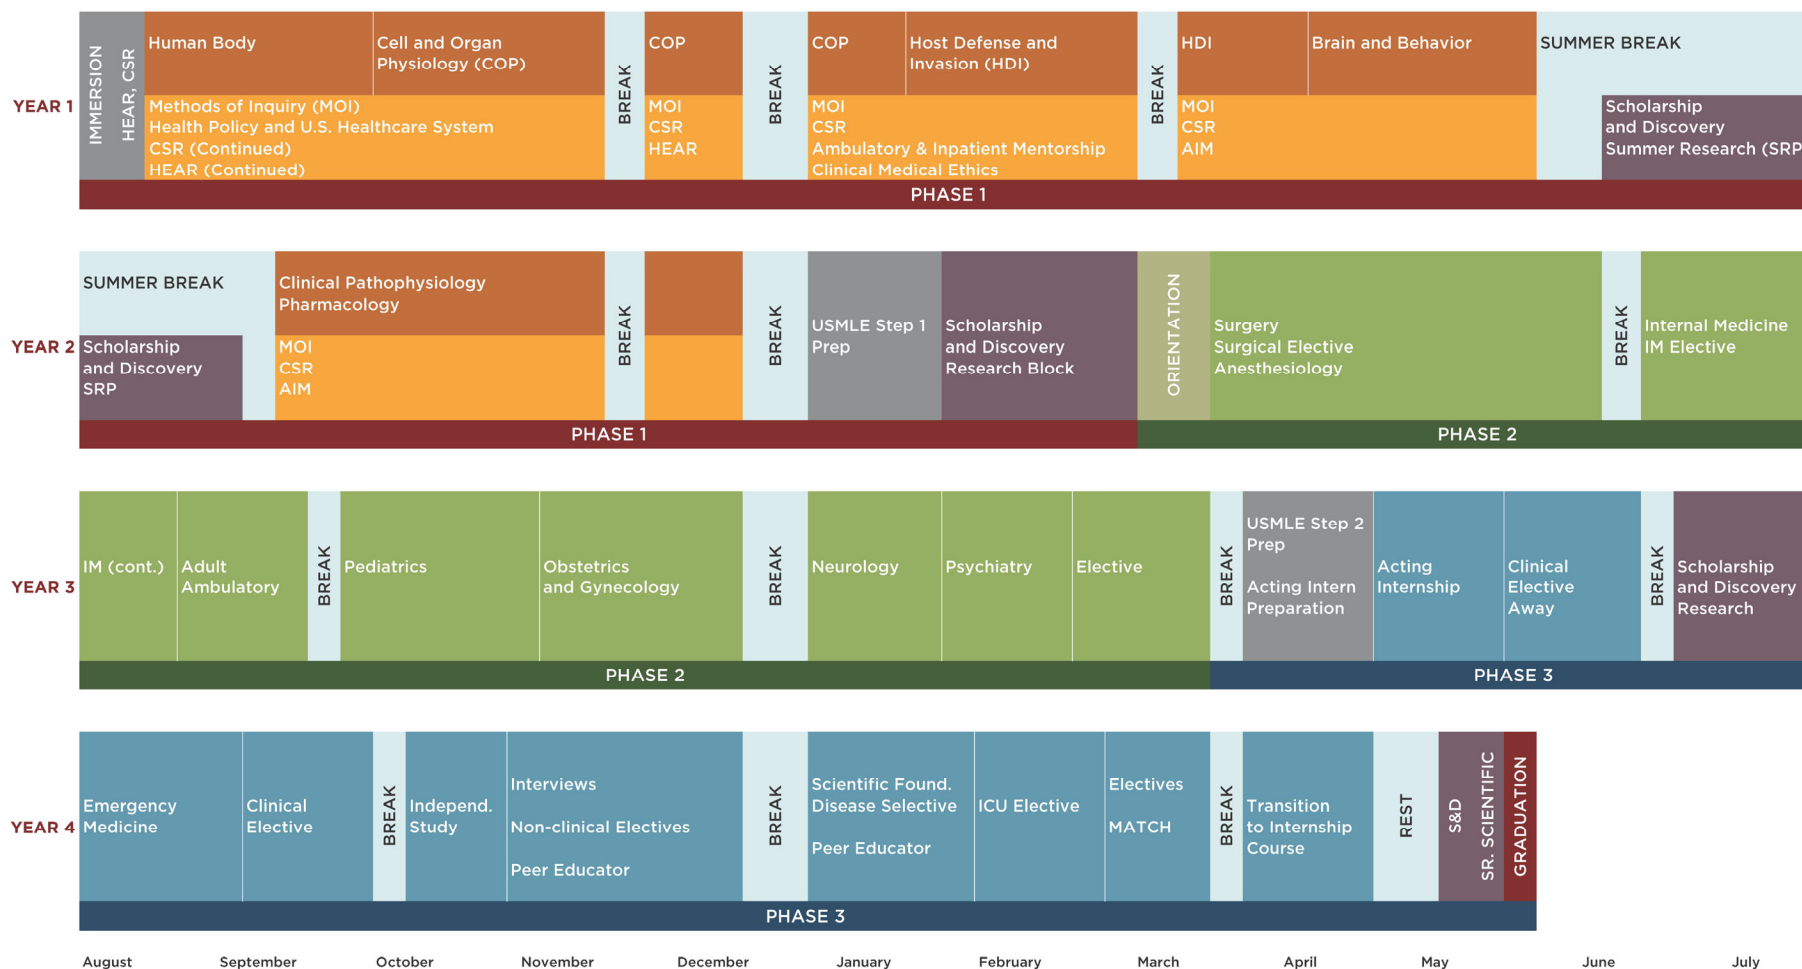 YEAR 1
IMMERSION
HEAR, CSR
Human Body
Cell and Organ
Physiology (COP)
Methods of Inquiry (MOI)
Health Policy and U.S. Healthcare System
CSR (Continued)
HEAR (Continued)
BREAK
COP
MOI
CSR
HEAR
BREAK
COP
Host Defense and
Invasion (HDI)
MOI
CSR
Ambulatory & Inpatient Mentorship
Clinical Medical Ethics
BREAK
HDI
Brain and Behavior
MOI
CSR
AIM
SUMMER BREAK
Scholarship
and Discovery
Summer Research (SRP)
PHASE 1
YEAR 2
SUMMER BREAK
Scholarship
and Discovery
SRP
Clinical Pathophysiology
Pharmacology
MOI
CSR
AIM
BREAK
BREAK
USMLE Step 1
Prep
Scholarship
and Discovery
Research Block
ORIENTATION
Surgery
Surgical Elective
Anesthesiology
BREAK
Internal Medicine
IM Elective
PHASE 1
PHASE 2
YEAR 3
IM (cont.)
Adult
Ambulatory
BREAK
Pediatrics
Obstetrics
and Gynecology
BREAK
Neurology
Psychiatry
Elective
BREAK
USMLE Step 2
Prep
Acting Intern
Preparation
Acting
Internship
Clinical
Elective
Away
BREAK
Scholarship
and Discovery
Research
PHASE 2
PHASE 3
YEAR 4
Emergency
Medicine
Clinical
Elective
BREAK
Independ.
Study
Interviews
Non-clinical Electives
Peer Educator
BREAK
Scientific Found.
Disease Selective
Peer Educator
ICU Elective
Electives
MATCH
BREAK
Transition
to Internship
Course
REST
S&D
SR. SCIENTIFIC
GRADUATION
PHASE 3
August September October November December January February March April May June July